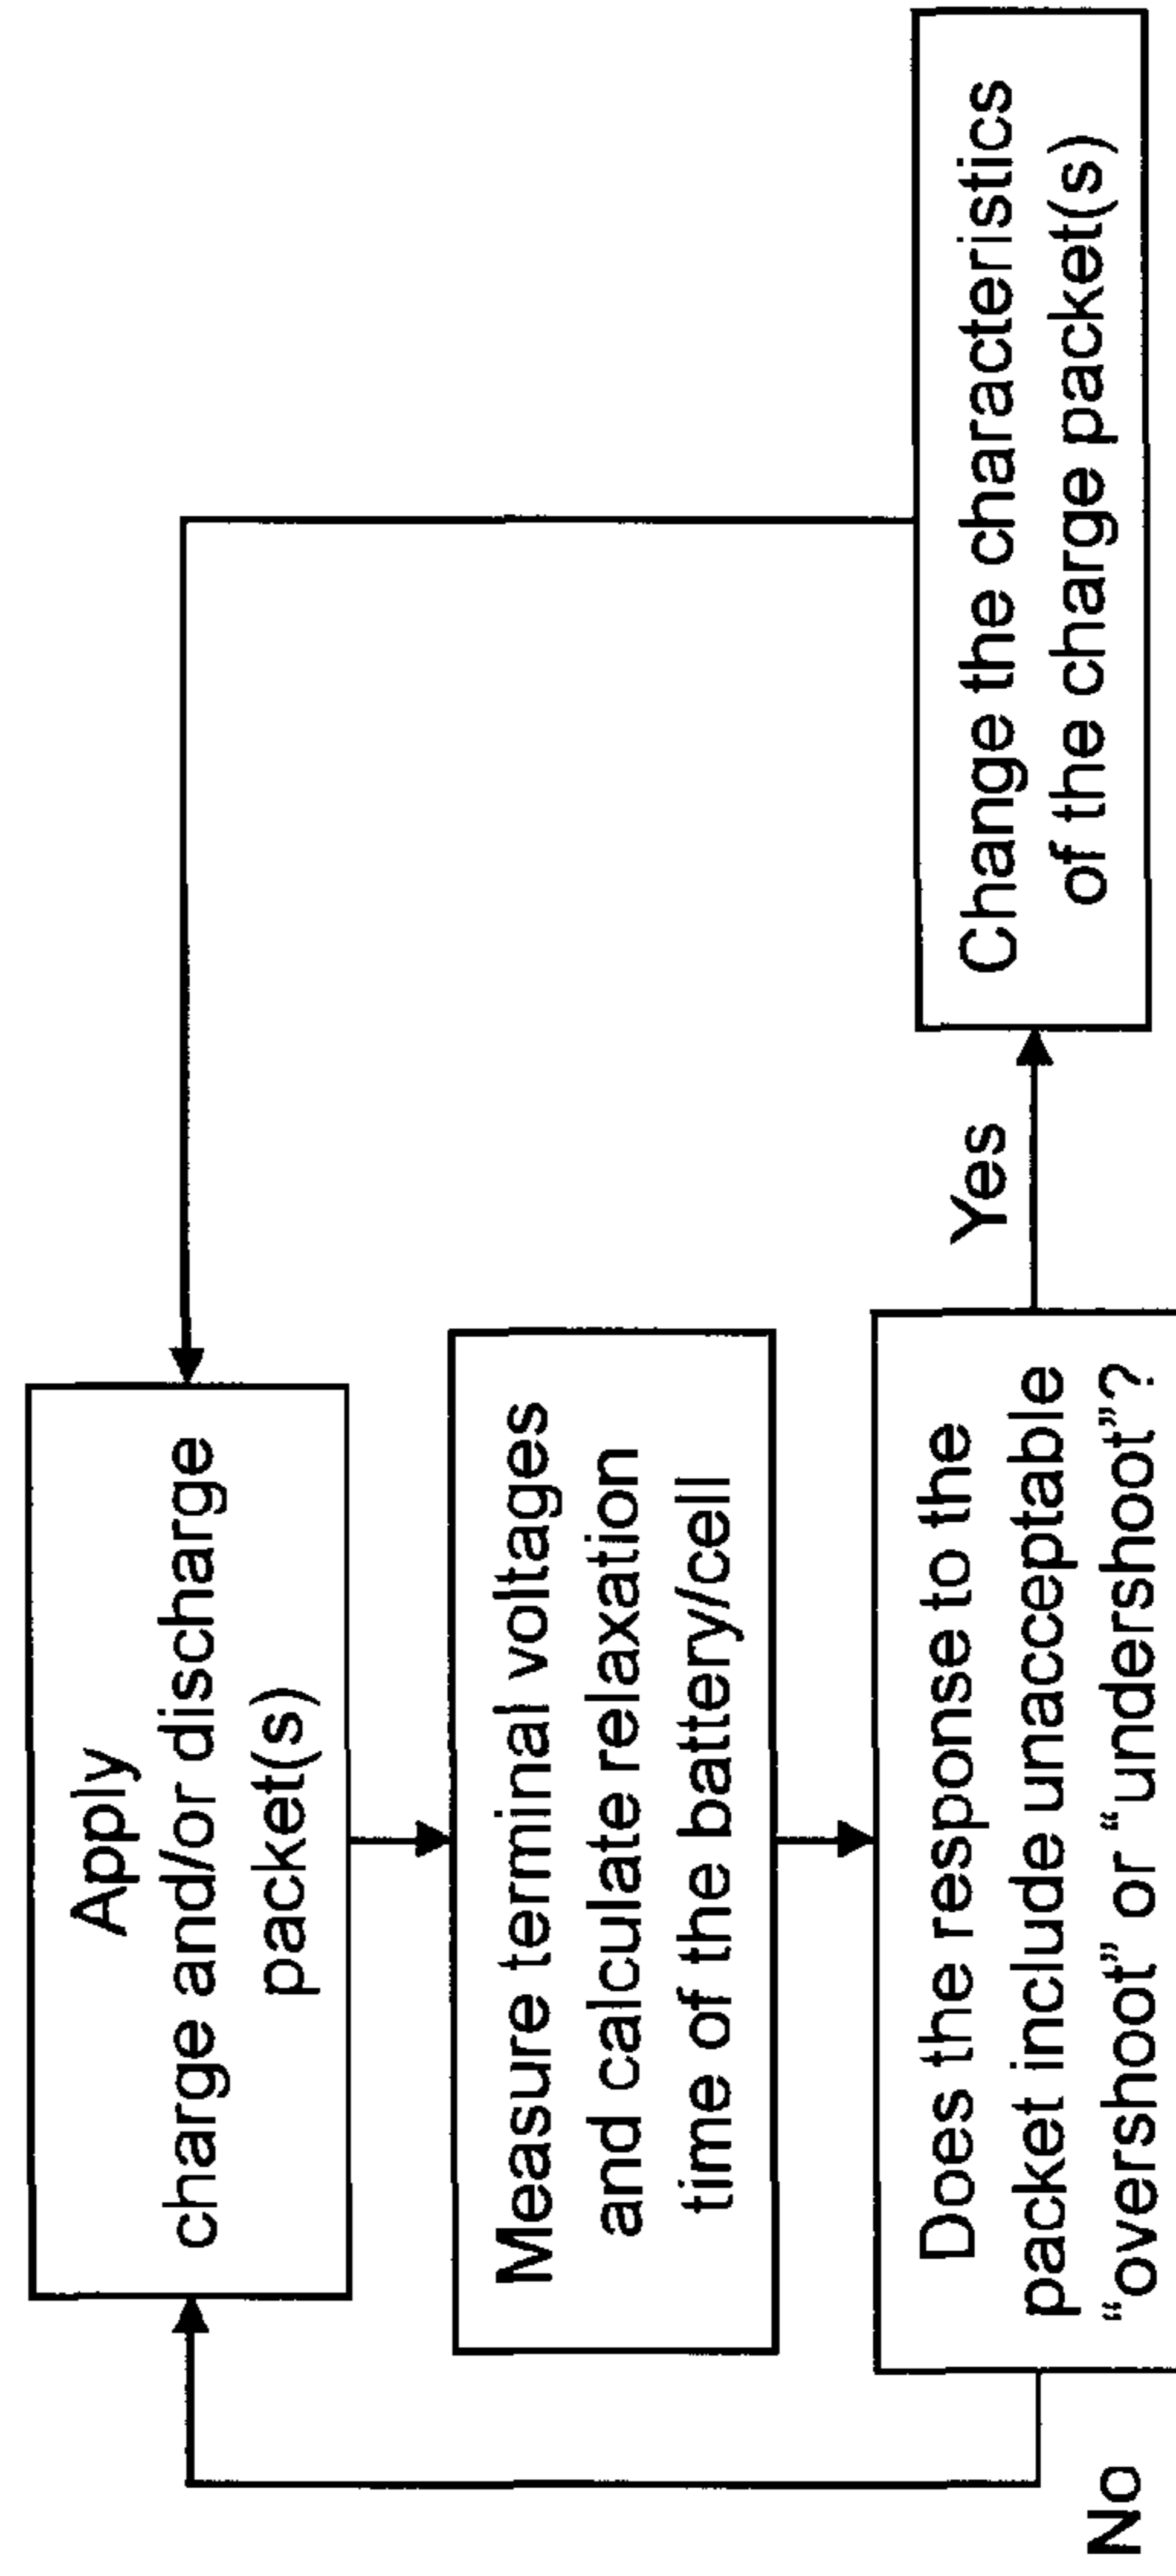 Apply
charge and/or discharge
packet(s)
Measure terminal voltages
and calculate relaxation
time of the battery/cell
Does the response to the
packet include unacceptable
“overshoot” or “undershoot”?
No
Yes
Change the characteristics
of the charge packet(s)